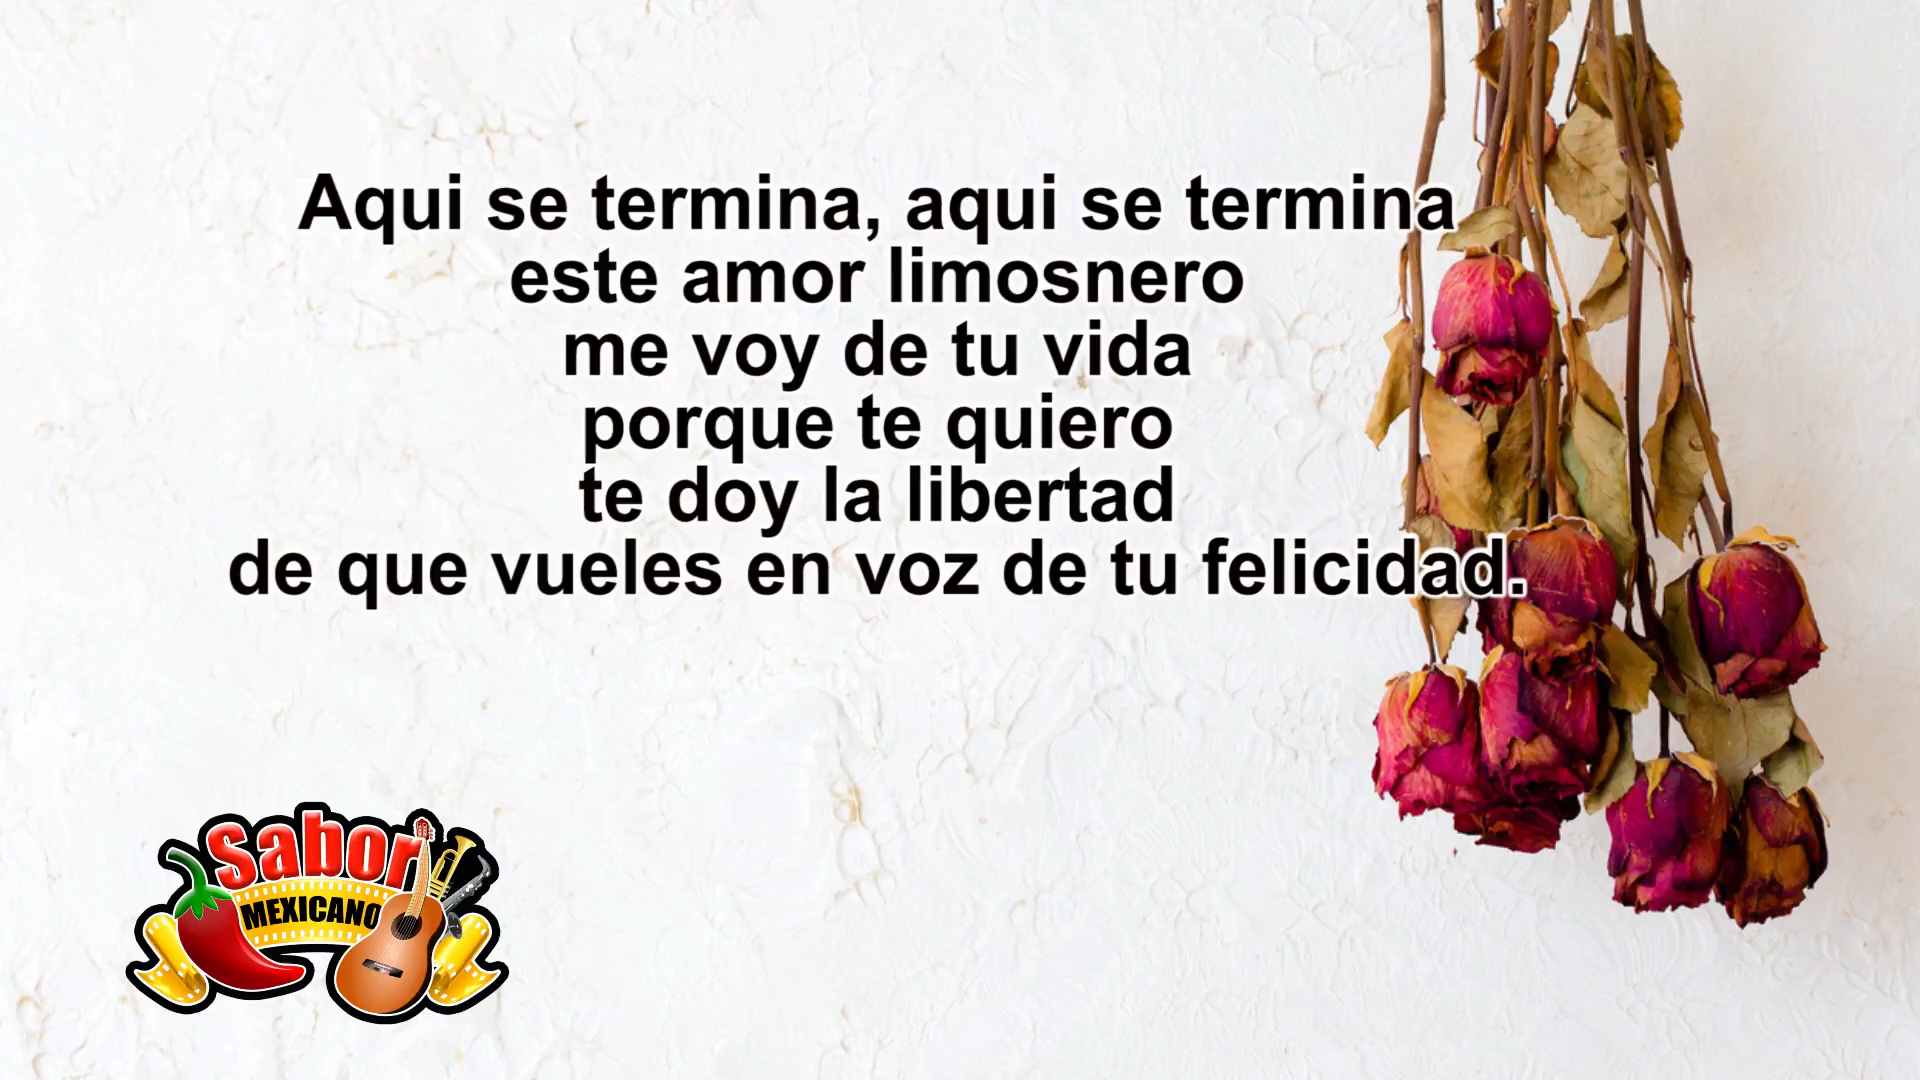 Aqui se termina, aqui se termina
este amor limosnero
me voy de tu vida
porque te quiero
te doy la libertad
de que vueles en voz de tu felicidad.
Sabor
MEXICANO